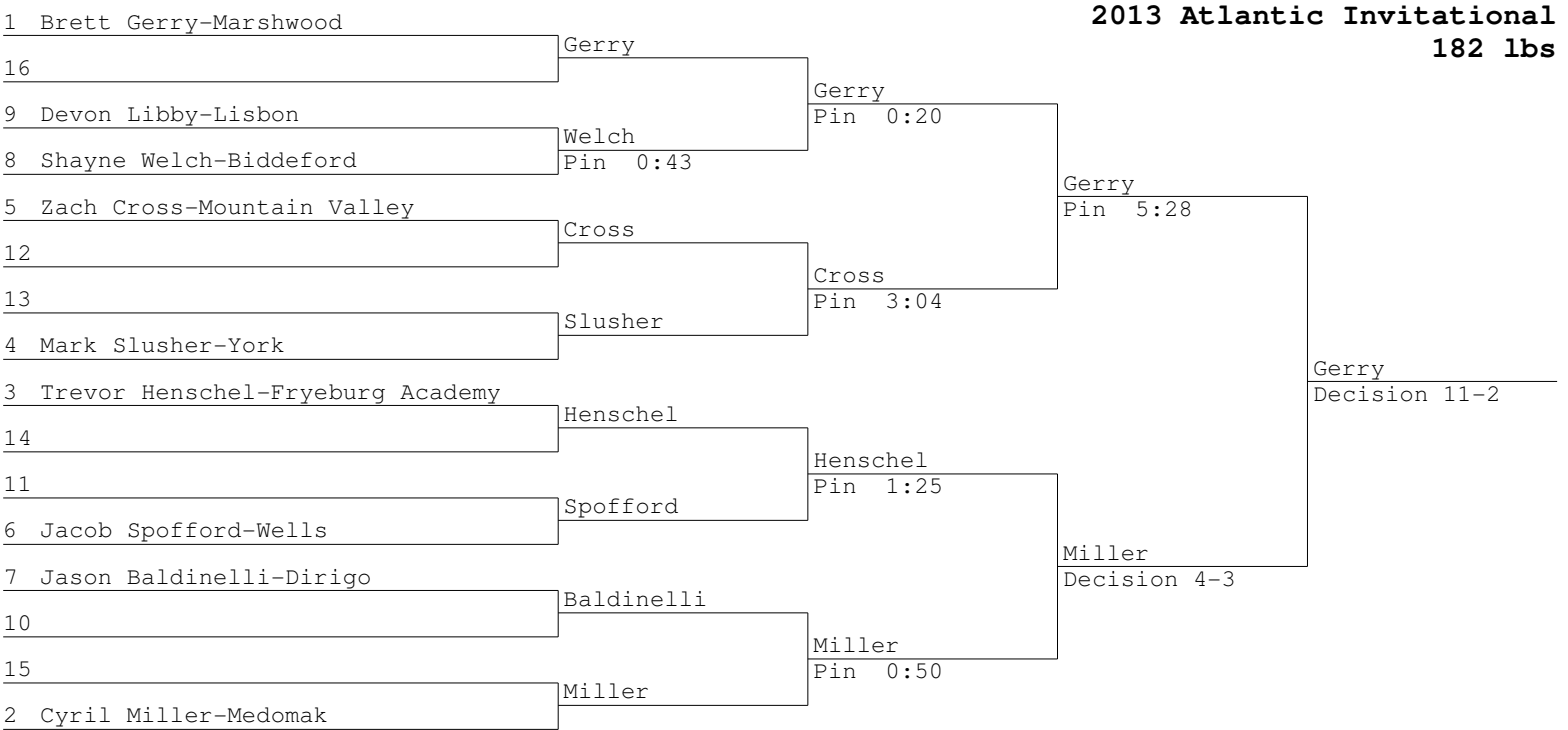 2013 Atlantic Invitational
182 lbs
1 Brett Gerry-Marshwood
16
9 Devon Libby-Lisbon
8 Shayne Welch-Biddeford
5 Zach Cross-Mountain Valley
12
13
4 Mark Slusher-York
3 Trevor Henschel-Fryeburg Academy
14
11
6 Jacob Spofford-Wells
7 Jason Baldinelli-Dirigo
10
15
2 Cyril Miller-Medomak
Gerry
Welch
Pin 0:43
Cross
Slusher
Henschel
Spofford
Baldinelli
Miller
Gerry
Pin 0:20
Cross
Pin 3:04
Henschel
Pin 1:25
Miller
Pin 0:50
Gerry
Pin 5:28
Miller
Decision 4-3
Gerry
Decision 11-2